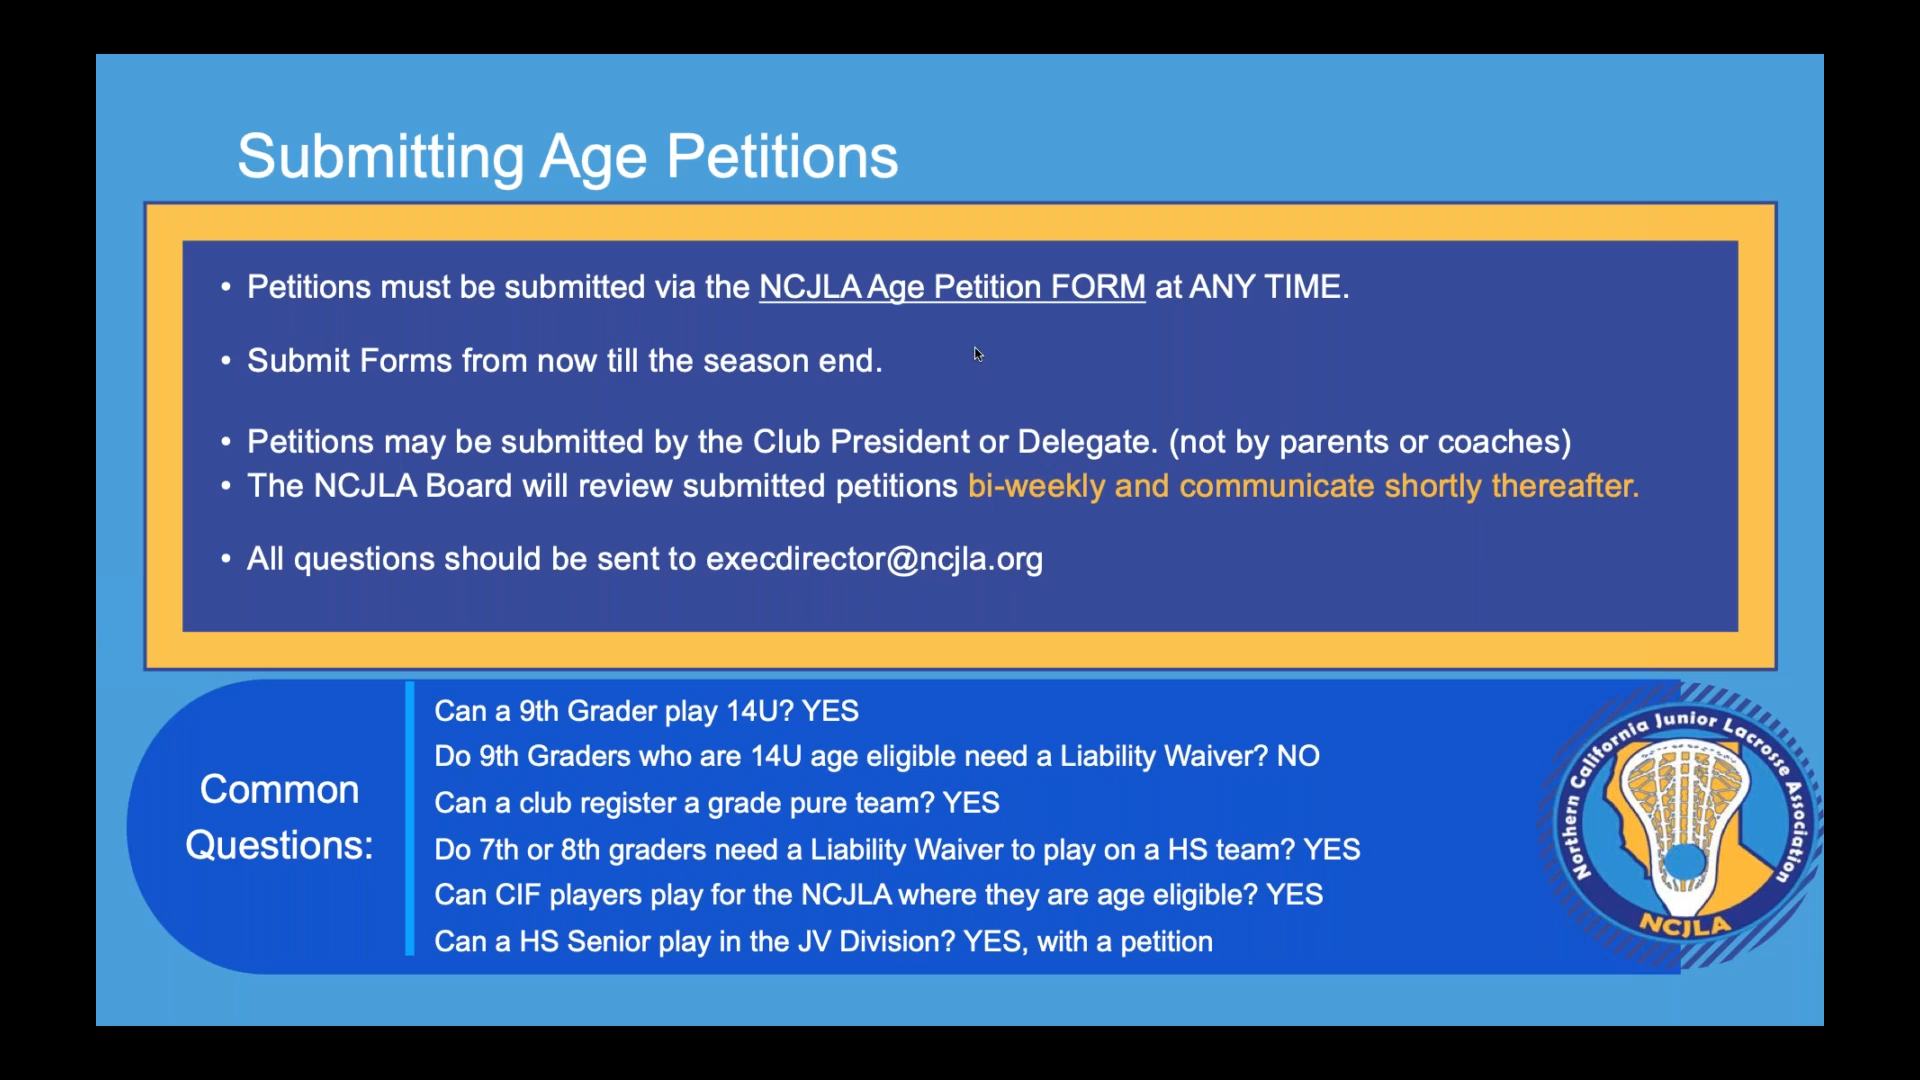 Submitting Age Petitions
• Petitions must be submitted via the NCJLA Age Petition FORM at ANY TIME.
• Submit Forms from now till the season end.
• Petitions may be submitted by the Club President or Delegate. (not by parents or coaches)
• The NCJLA Board will review submitted petitions bi-weekly and communicate shortly thereafter.
• All questions should be sent to execdirector@ncjla.org
Common
Questions:
Can a 9th Grader play 14U? YES
Do 9th Graders who are 14U age eligible need a Liability Waiver? NO
Can a club register a grade pure team? YES
Do 7th or 8th graders need a Liability Waiver to play on a HS team? YES
Can CIF players play for the NCJLA where they are age eligible? YES
Can a HS Senior play in the JV Division? YES, with a petition
Northern California Junior Lacrosse Association
NCJLA